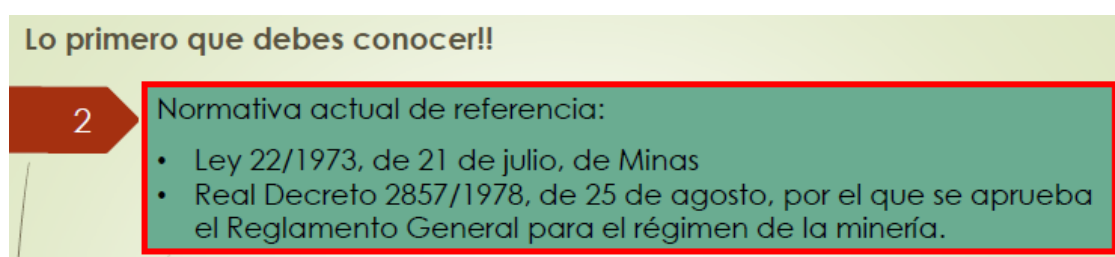 Lo primero que debes conocer!!
2
Normativa actual de referencia:
• Ley 22/1973, de 21 de julio, de Minas
• Real Decreto 2857/1978, de 25 de agosto, por el que se aprueba
el Reglamento General para el régimen de la minería.